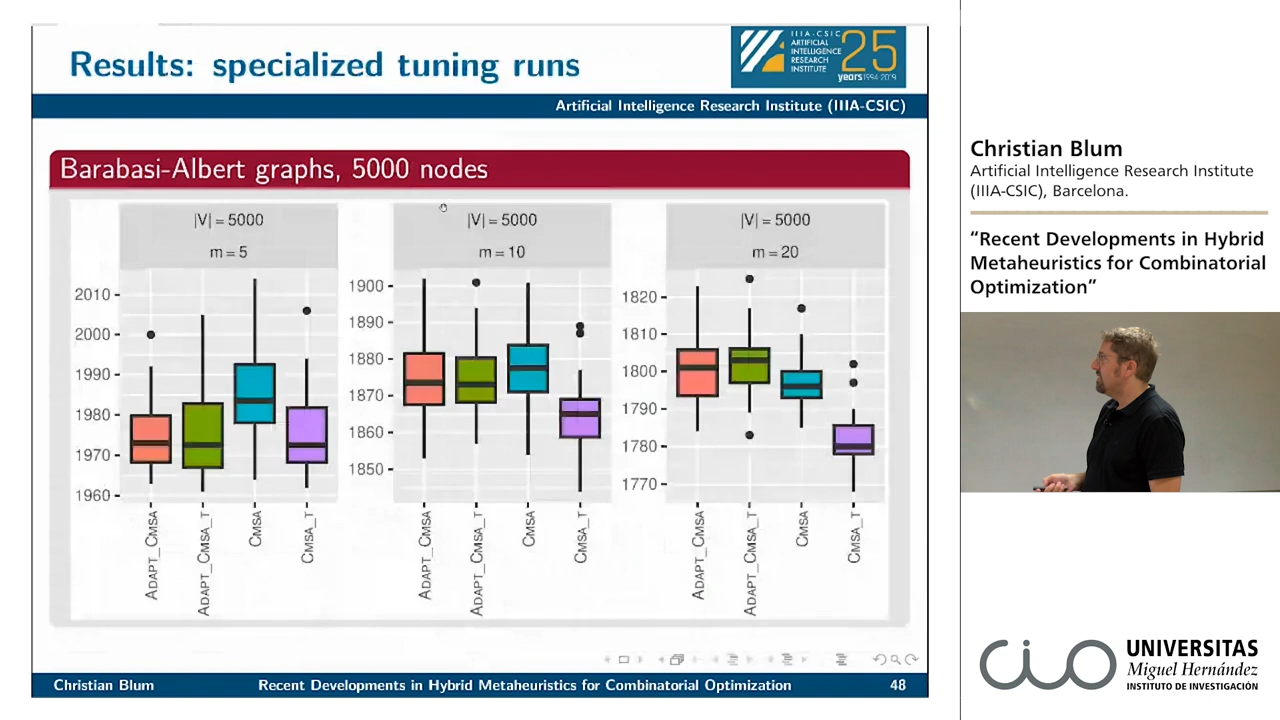 Results: specialized tuning runs
IIIA-CSIC
ARTIFICIAL
INTELLIGENCE
RESEARCH
INSTITUTE
25
years 1994-2019
Artificial Intelligence Research Institute (IIIA-CSIC)
Barabasi-Albert graphs, 5000 nodes
|V| = 5000
m = 5
2010
2000
1990
1980
1970
1960
ADAPT_CMSA
ADAPT_CMSA_T
CMSA
CMSA_T
|V| = 5000
m = 10
1900
1890
1880
1870
1860
1850
ADAPT_CMSA
ADAPT_CMSA_T
CMSA
CMSA_T
|V| = 5000
m = 20
1820
1810
1800
1790
1780
1770
ADAPT_CMSA
ADAPT_CMSA_T
CMSA
CMSA_T
Christian Blum
Recent Developments in Hybrid Metaheuristics for Combinatorial Optimization
48
Christian Blum
Artificial Intelligence Research Institute
(IIIA-CSIC), Barcelona.
“Recent Developments in Hybrid
Metaheuristics for Combinatorial
Optimization”
CIO
UNIVERSITAS
Miguel Hernández
INSTITUTO DE INVESTIGACIÓN